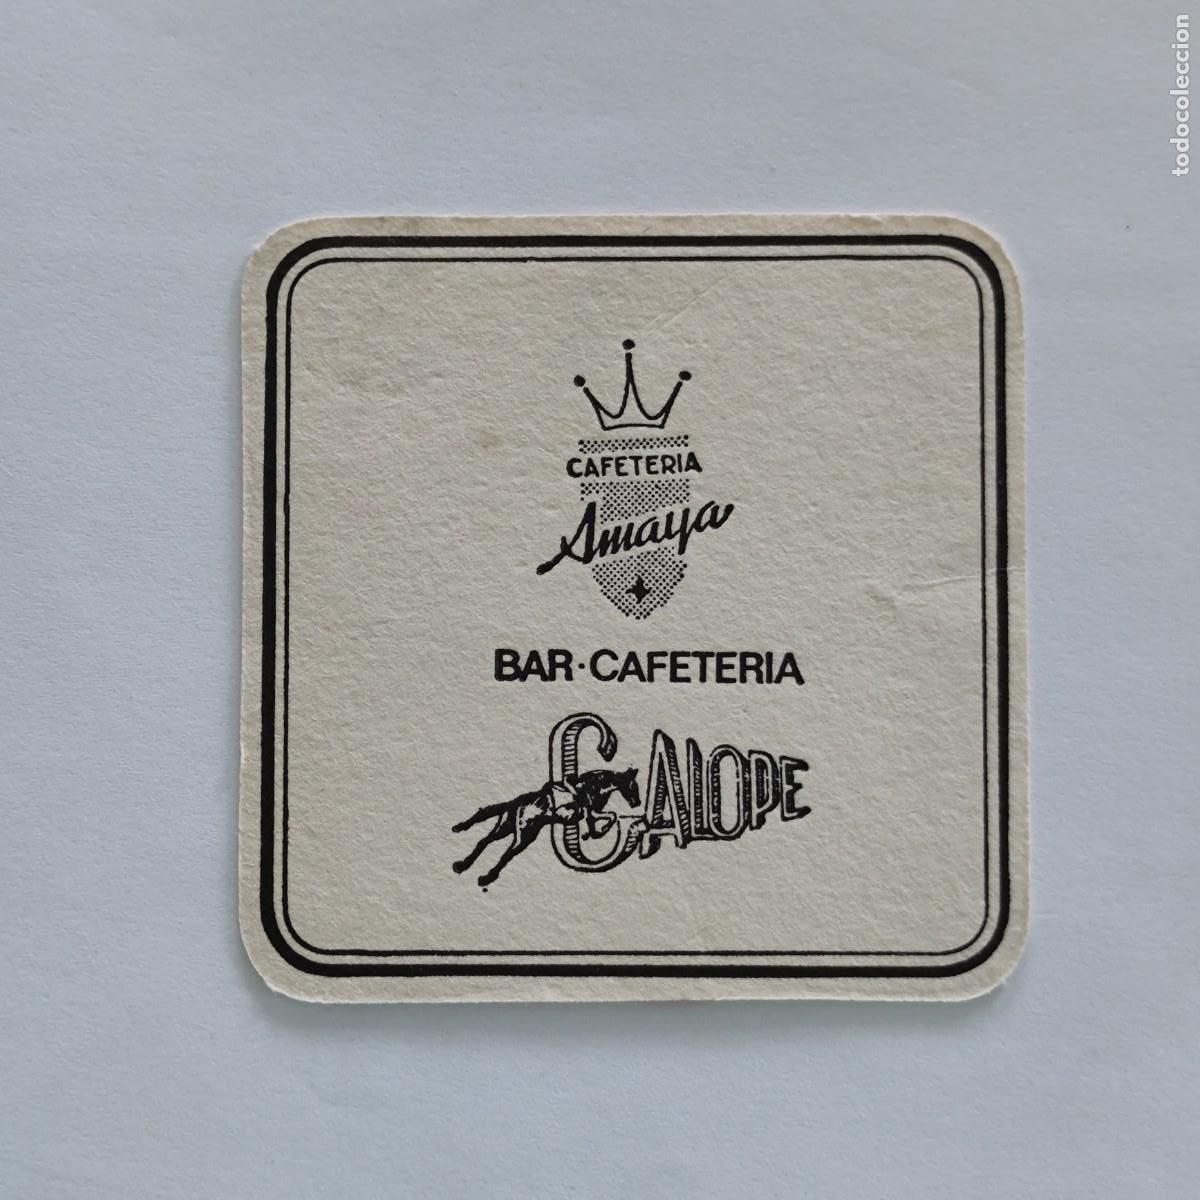 todocoleccion
CAFETERIA
Amaya
BAR·CAFETERIA
GALOPE